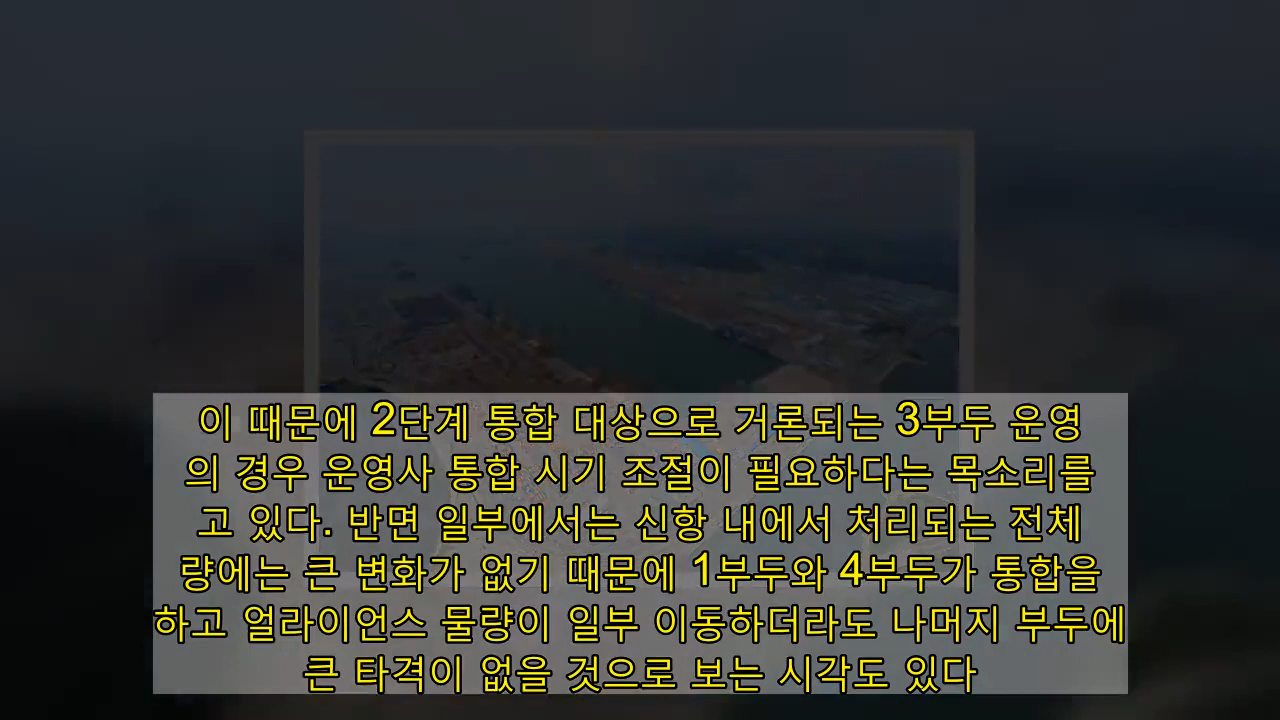 이 때문에 2단계 통합 대상으로 거론되는 3부두 운영
의 경우 운영사 통합 시기 조절이 필요하다는 목소리를
고 있다. 반면 일부에서는 신항 내에서 처리되는 전체
량에는 큰 변화가 없기 때문에 1부두와 4부두가 통합을
하고 얼라이언스 물량이 일부 이동하더라도 나머지 부두에
큰 타격이 없을 것으로 보는 시각도 있다